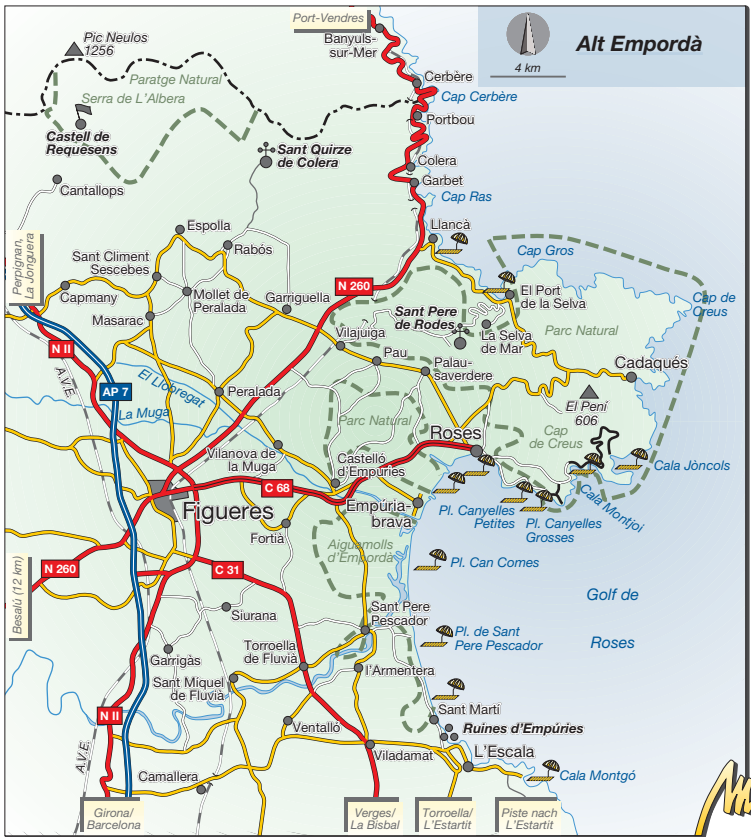 Port-Vendres
Alt Empordà
4 km
Pic Neulos
1256
Banyuls-
sur-Mer
Cerbère
Cap Cerbère
Paratge Natural
Serra de L'Albera
Portbou
Castell de
Requesens
Sant Quirze
de Colera
Colera
Garbet
Cap Ras
Cantallops
Llancà
Espolla
Rabós
Cap Gros
Perpignan,
La Jonguera
Sant Climent
Sescebes
Capmany
Mollet de
Peralada
Garriguella
N 260
El Port
de la Selva
Cap de
Creus
Masarac
Sant Pere
de Rodes
La Selva
de Mar
Parc Natural
N II
Vilajuïga
Pau
Palau-
saverdere
Cadaqués
A.V.E.
El Llobregat
AP 7
La Muga
Peralada
El Pení
606
Parc Natural
Roses
Cap
de Creus
Vilanova de
la Muga
Castelló
d'Empúries
Cala Jòncols
C 68
Figueres
Empúria-
brava
Pl. Canyelles
Petites
Pl. Canyelles
Grosses
Cala Montjoi
Fortià
Aiguamolls
d'Empordà
Pl. Can Comes
Besalú (12 km)
N 260
C 31
Golf de
Roses
Siurana
Sant Pere
Pescador
Pl. de Sant
Pere Pescador
Garrigàs
Torroella
de Fluvià
Sant Miquel
de Fluvià
l'Armentera
N II
Sant Martí
Ruines d'Empúries
Ventalló
A.V.E.
Viladamat
L'Escala
Camallera
Cala Montgó
Girona/
Barcelona
Verges/
La Bisbal
Torroella/
L'Estartit
Piste nach
L'Estartit